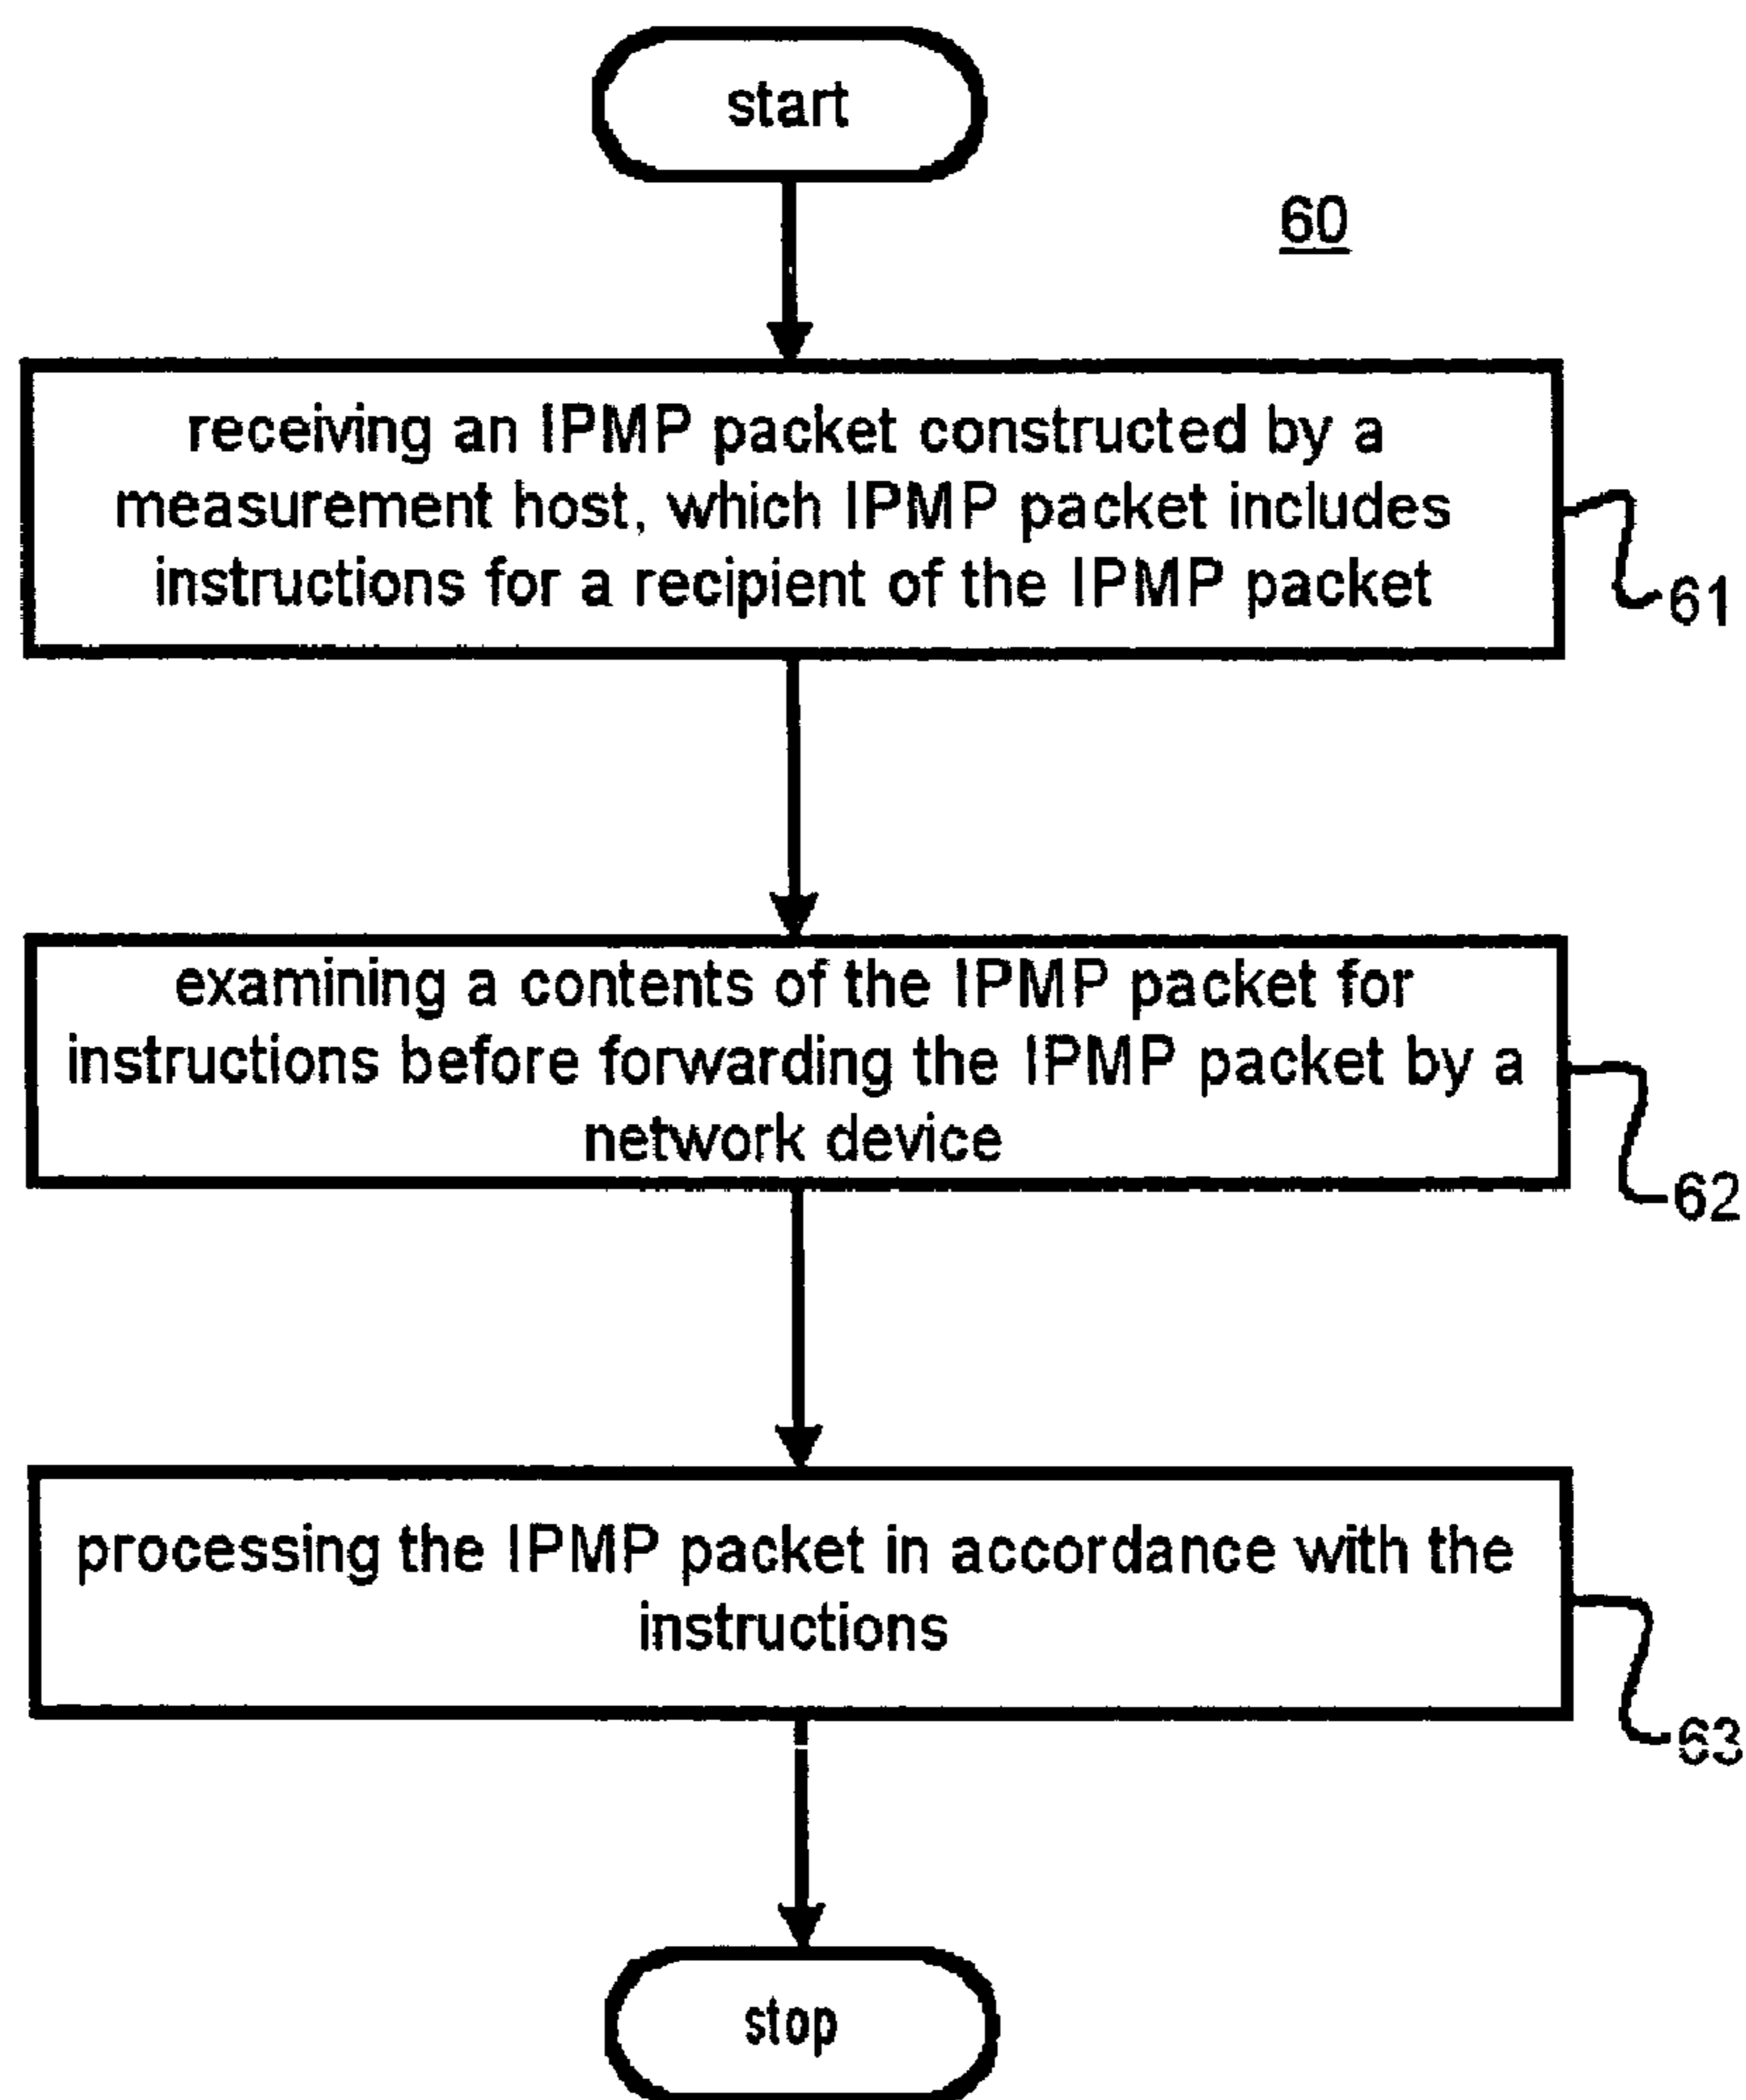 start
60
receiving an IPMP packet constructed by a
measurement host, which IPMP packet includes
instructions for a recipient of the IPMP packet
61
examining a contents of the IPMP packet for
instructions before forwarding the IPMP packet by a
network device
62
processing the IPMP packet in accordance with the
instructions
63
stop